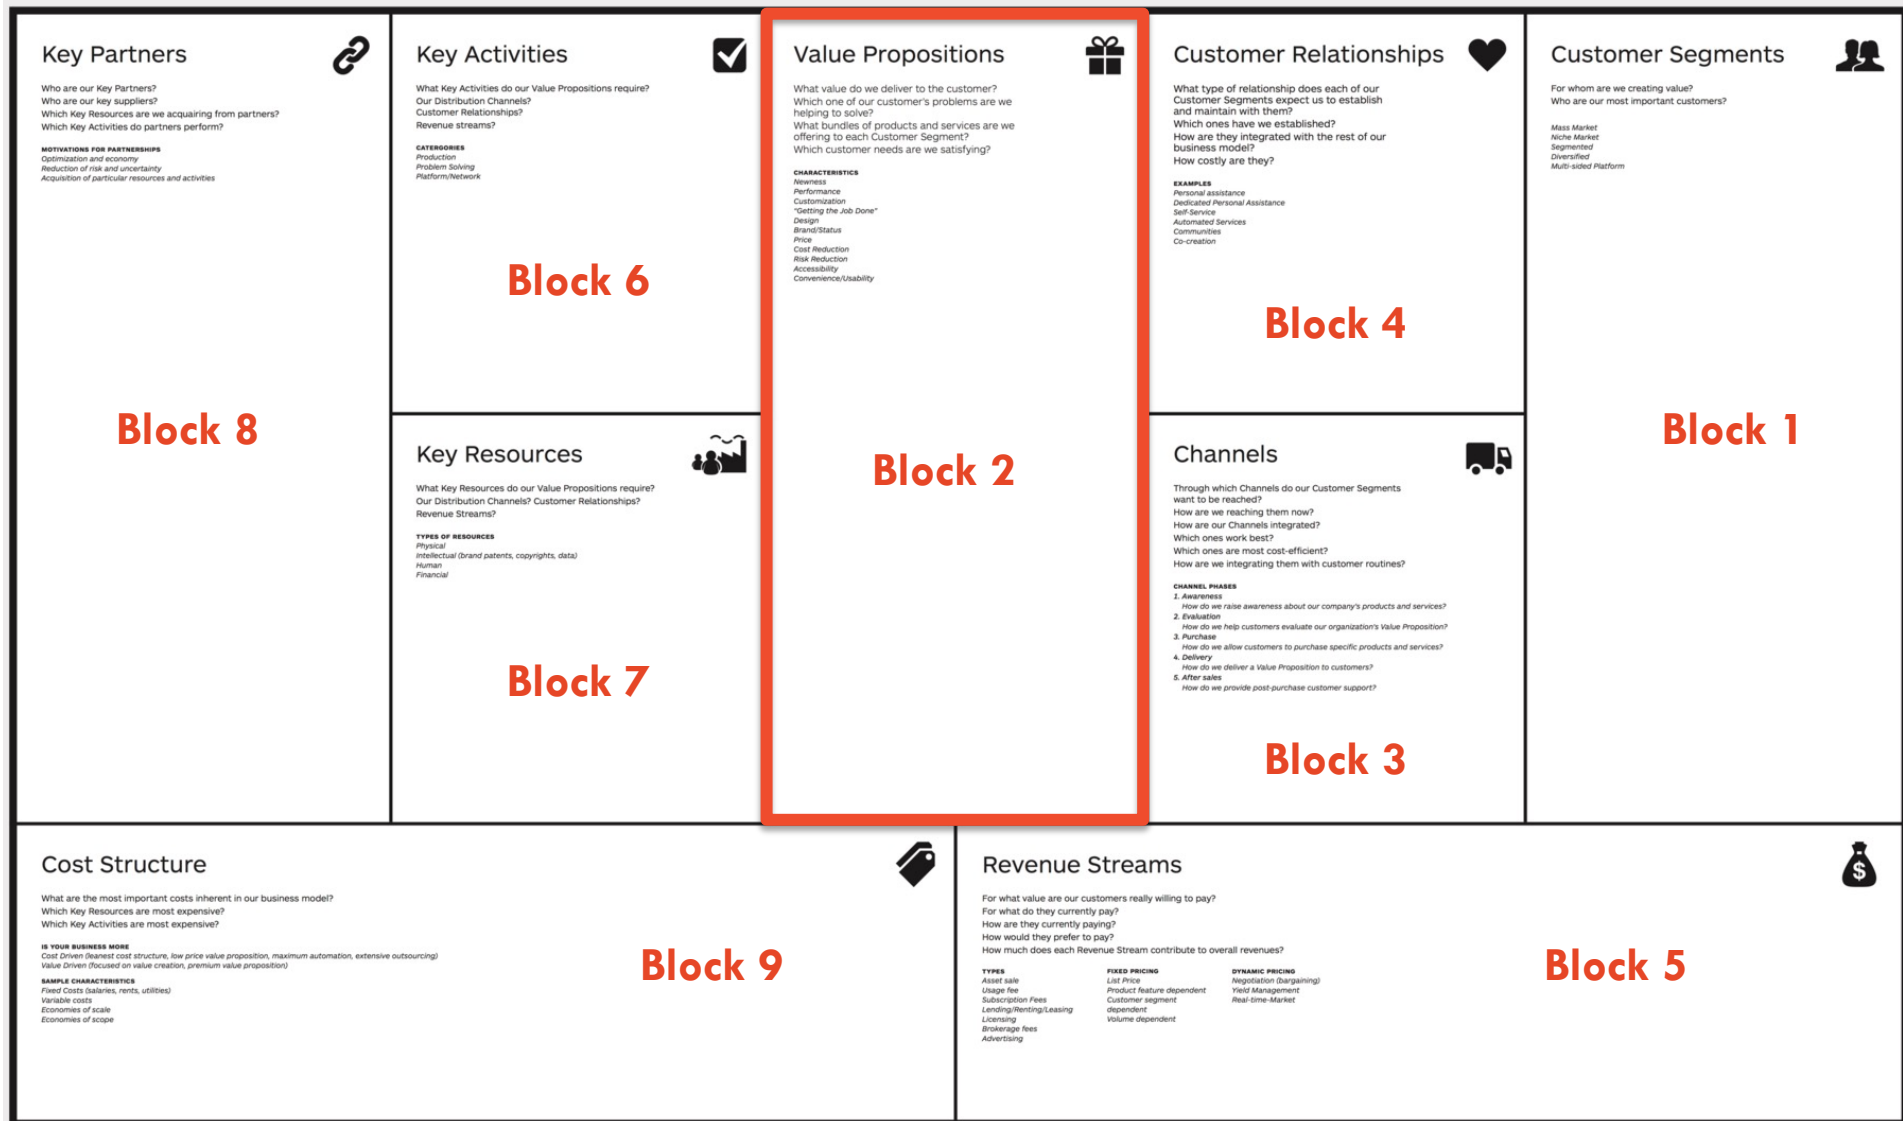 Key Partners
Who are our Key Partners?
Who are our key suppliers?
Which Key Resources are we acquairing from partners?
Which Key Activities do partners perform?
MOTIVATIONS FOR PARTNERSHIPS
Optimization and economy
Reduction of risk and uncertainty
Acquisition of particular resources and activities
Block 8
Key Activities
What Key Activities do our Value Propositions require?
Our Distribution Channels?
Customer Relationships?
Revenue streams?
CATERGORIES
Production
Problem Solving
Platform/Network
Block 6
Key Resources
What Key Resources do our Value Propositions require?
Our Distribution Channels? Customer Relationships?
Revenue Streams?
TYPES OF RESOURCES
Physical
Intellectual (brand patents, copyrights, data)
Human
Financial
Block 7
Value Propositions
What value do we deliver to the customer?
Which one of our customer's problems are we
helping to solve?
What bundles of products and services are we
offering to each Customer Segment?
Which customer needs are we satisfying?
CHARACTERISTICS
Newness
Performance
Customization
"Getting the Job Done"
Design
Brand/Status
Price
Cost Reduction
Risk Reduction
Accessibility
Convenience/Usability
Block 2
Customer Relationships
What type of relationship does each of our
Customer Segments expect us to establish
and maintain with them?
Which ones have we established?
How are they integrated with the rest of our
business model?
How costly are they?
EXAMPLES
Personal assistance
Dedicated Personal Assistance
Self-Service
Automated Services
Communities
Co-creation
Block 4
Channels
Through which Channels do our Customer Segments
want to be reached?
How are we reaching them now?
How are our Channels integrated?
Which ones work best?
Which ones are most cost-efficient?
How are we integrating them with customer routines?
CHANNEL PHASES
1. Awareness
How do we raise awareness about our company's products and services?
2. Evaluation
How do we help customers evaluate our organization's Value Proposition?
3. Purchase
How do we allow customers to purchase specific products and services?
4. Delivery
How do we deliver a Value Proposition to customers?
5. After sales
How do we provide post-purchase customer support?
Block 3
Customer Segments
For whom are we creating value?
Who are our most important customers?
Mass Market
Niche Market
Segmented
Diversified
Multi-sided Platform
Block 1
Cost Structure
What are the most important costs inherent in our business model?
Which Key Resources are most expensive?
Which Key Activities are most expensive?
IS YOUR BUSINESS MORE
Cost Driven (leanest cost structure, low price value proposition, maximum automation, extensive outsourcing)
Value Driven (focused on value creation, premium value proposition)
SAMPLE CHARACTERISTICS
Fixed Costs (salaries, rents, utilities)
Variable costs
Economies of scale
Economies of scope
Block 9
Revenue Streams
For what value are our customers really willing to pay?
For what do they currently pay?
How are they currently paying?
How would they prefer to pay?
How much does each Revenue Stream contribute to overall revenues?
TYPES
Asset sale
Usage fee
Subscription Fees
Lending/Renting/Leasing
Licensing
Brokerage fees
Advertising
FIXED PRICING
List Price
Product feature dependent
Customer segment
dependent
Volume dependent
DYNAMIC PRICING
Negotiation (bargaining)
Yield Management
Real-time-Market
$
Block 5